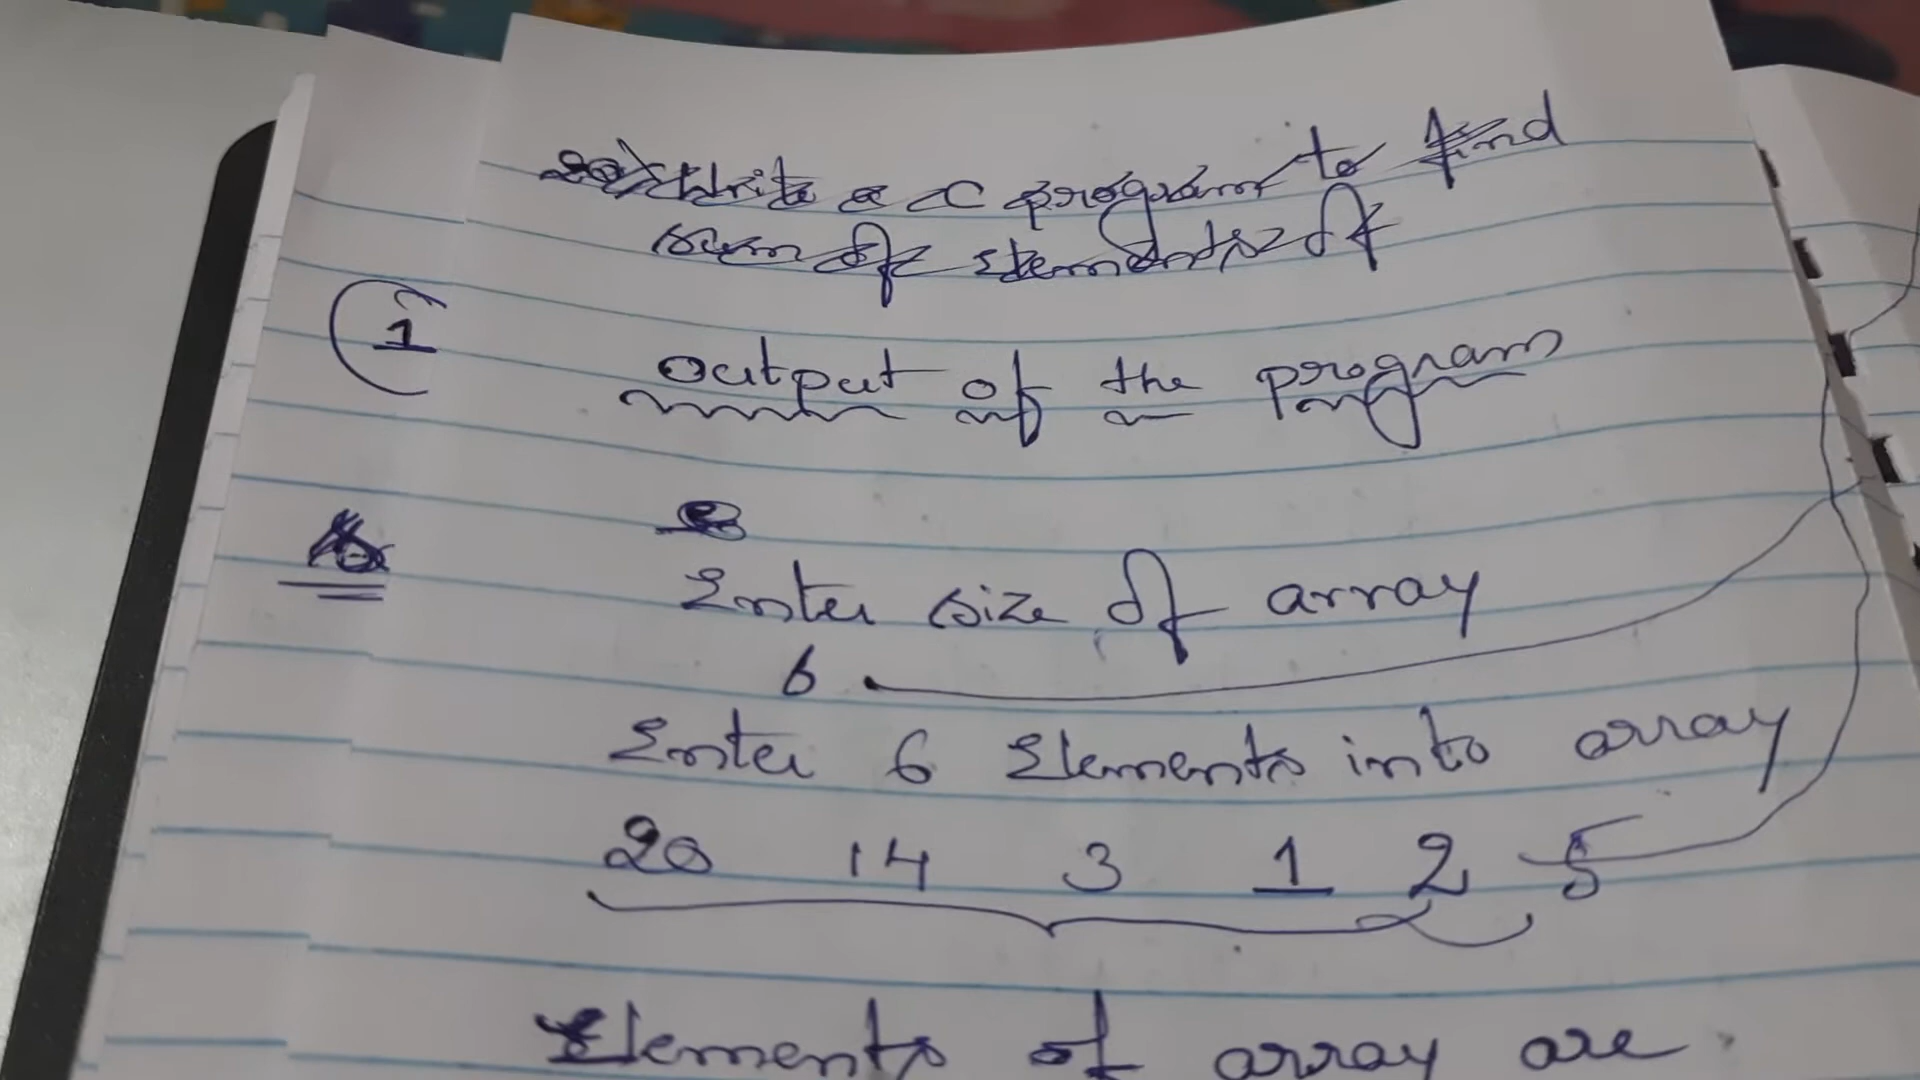 Write a C program to find
sum of elements of
1
output of the program
Enter size of array
6
Enter 6 Elements into array
20 14 3 1 2 5
Elements of array are